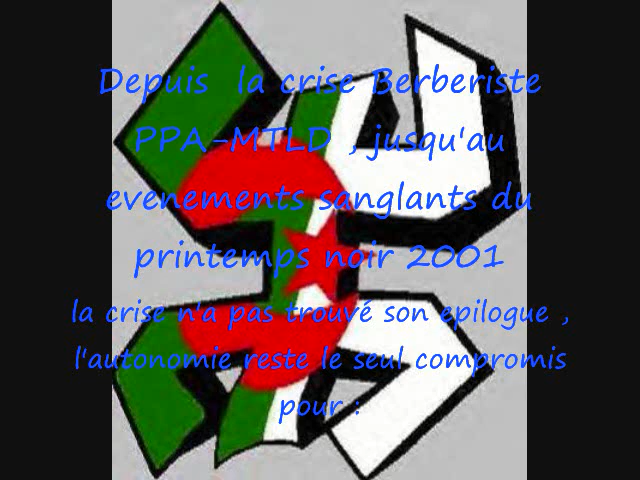 Depuis la crise Berberiste
PPA-MTLD , jusqu'au
evenements sanglants du
printemps noir 2001
la crise n'a pas trouvé son epilogue ,
l'autonomie reste le seul compromis
pour :